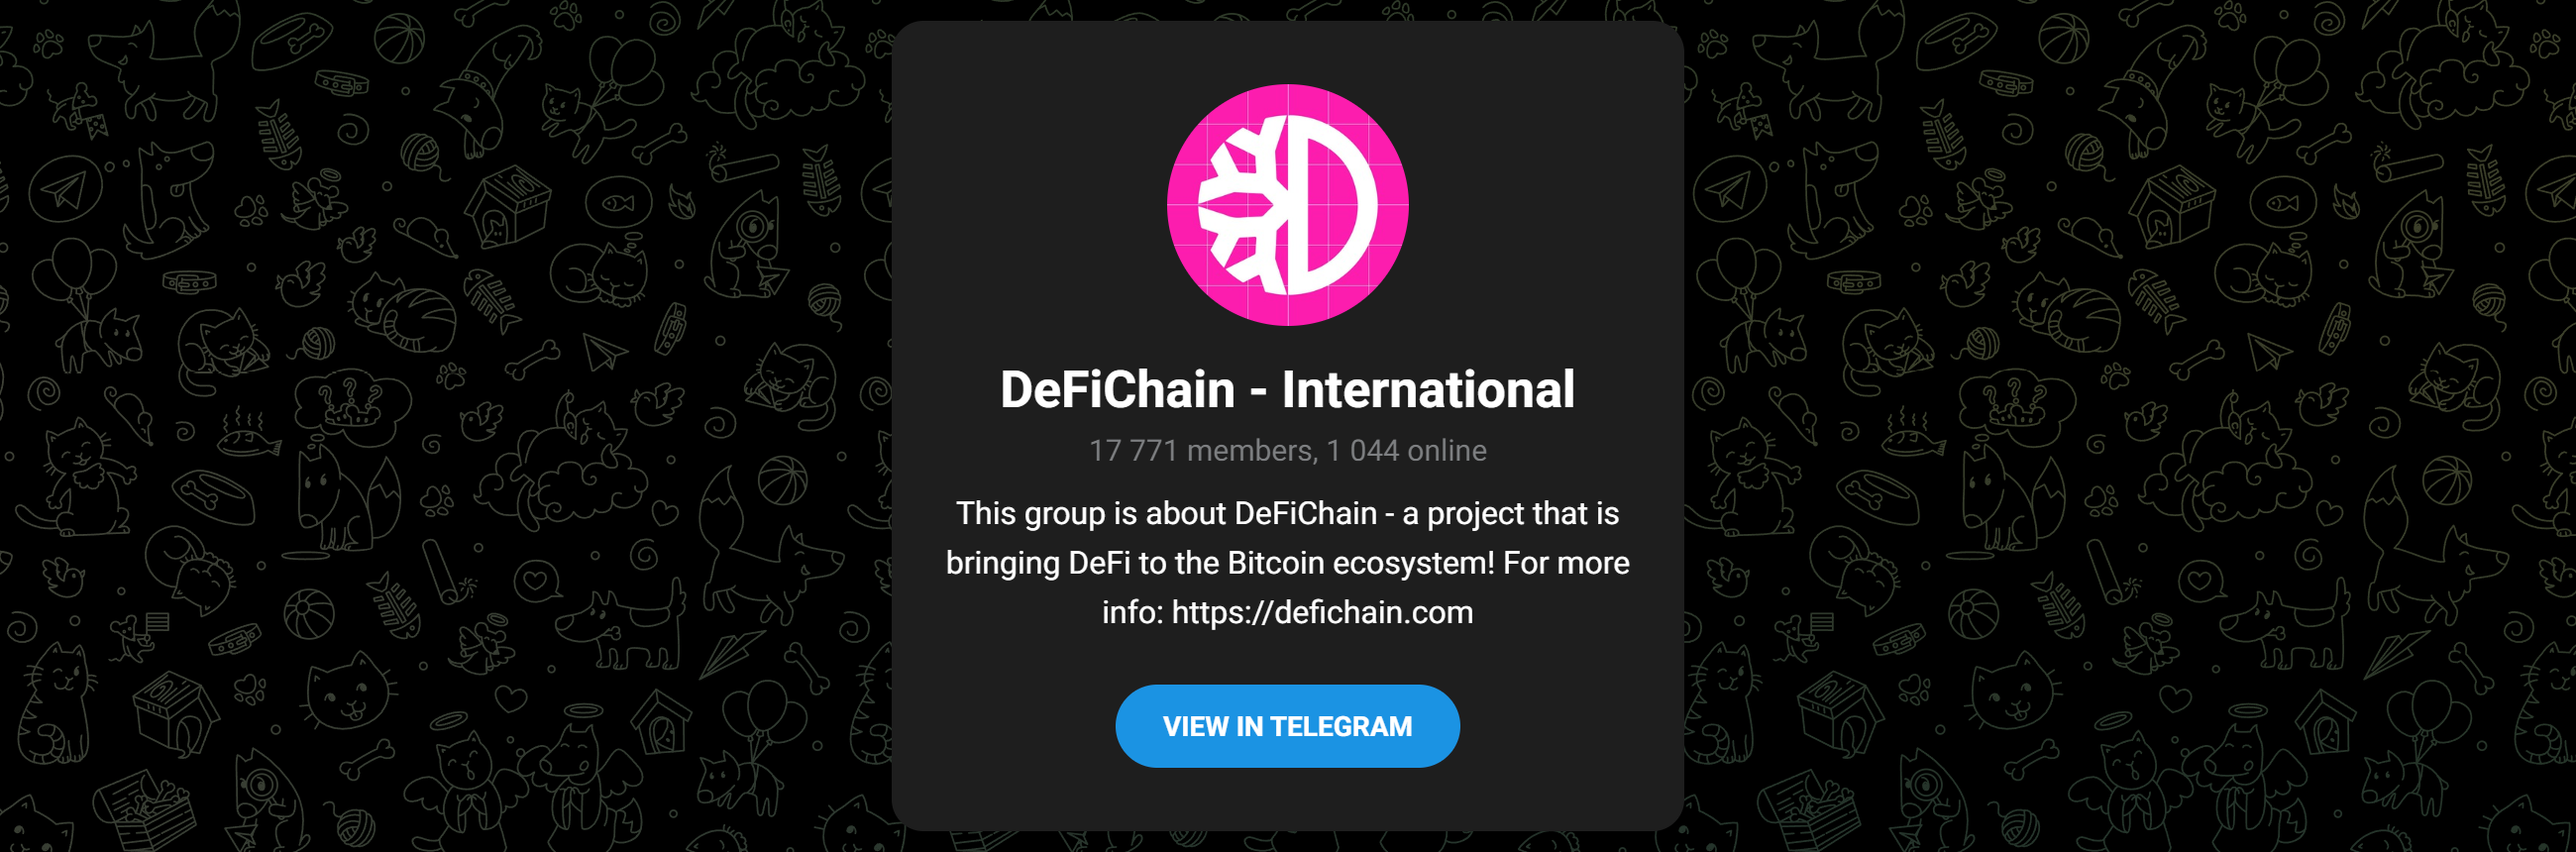 DeFiChain - International
17 771 members, 1 044 online
This group is about DeFiChain - a project that is
bringing DeFi to the Bitcoin ecosystem! For more
info: https://defichain.com
VIEW IN TELEGRAM